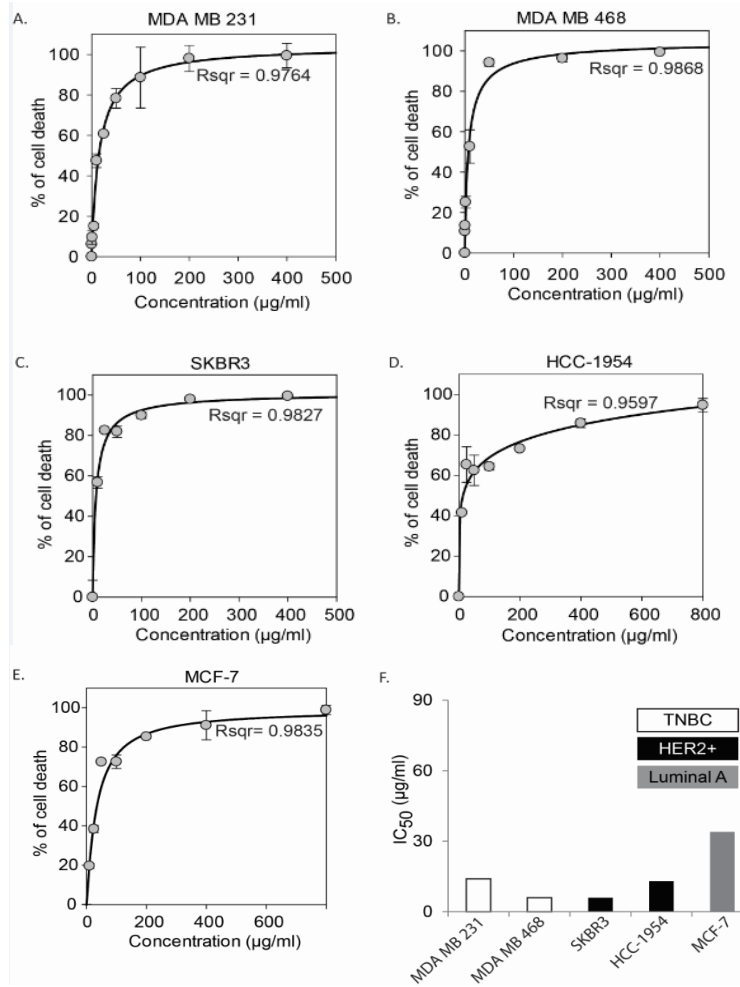 A.
MDA MB 231
% of cell death
100
80
60
40
20
0
Rsqr = 0.9764
0 100 200 300 400 500
Concentration (µg/ml)
B.
MDA MB 468
% of cell death
100
80
60
40
20
0
Rsqr = 0.9868
0 100 200 300 400 500
Concentration (µg/ml)
C.
SKBR3
% of cell death
100
80
60
40
20
0
Rsqr = 0.9827
0 100 200 300 400 500
Concentration (µg/ml)
D.
HCC-1954
% of cell death
100
80
60
40
20
0
Rsqr = 0.9597
0 200 400 600 800
Concentration (µg/ml)
E.
MCF-7
% of cell death
100
80
60
40
20
0
Rsqr= 0.9835
0 200 400 600
Concentration (µg/ml)
F.
IC50 (µg/ml)
90
60
30
0
TNBC
HER2+
Luminal A
MDA MB 231
MDA MB 468
SKBR3
HCC-1954
MCF-7